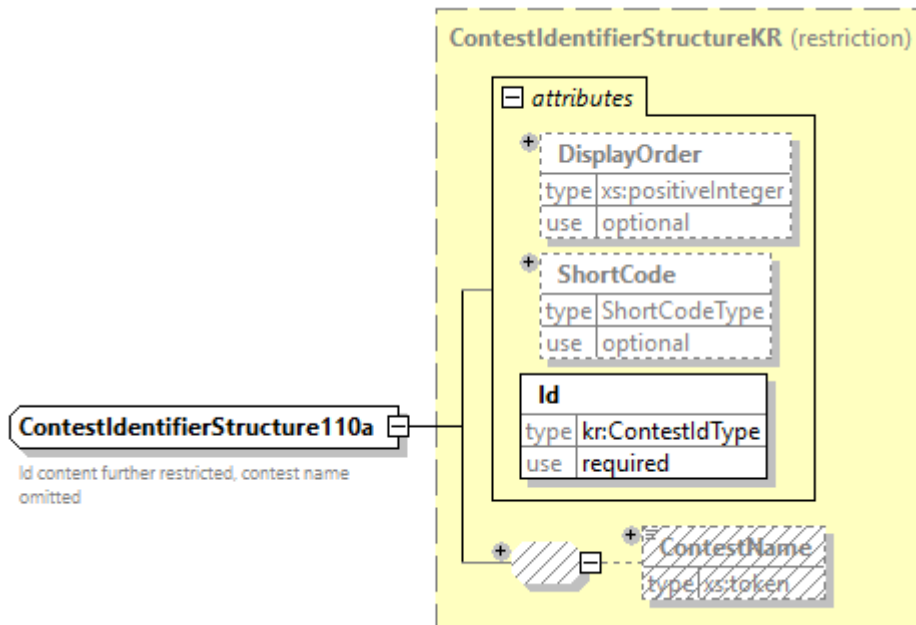 ContestIdentifierStructureKR (restriction)
attributes
DisplayOrder
type xs:positiveInteger
use optional
ShortCode
type ShortCodeType
use optional
Id
type kr:ContestIdType
use required
ContestIdentifierStructure110a
Id content further restricted, contest name
omitted
ContestName
type xs:token